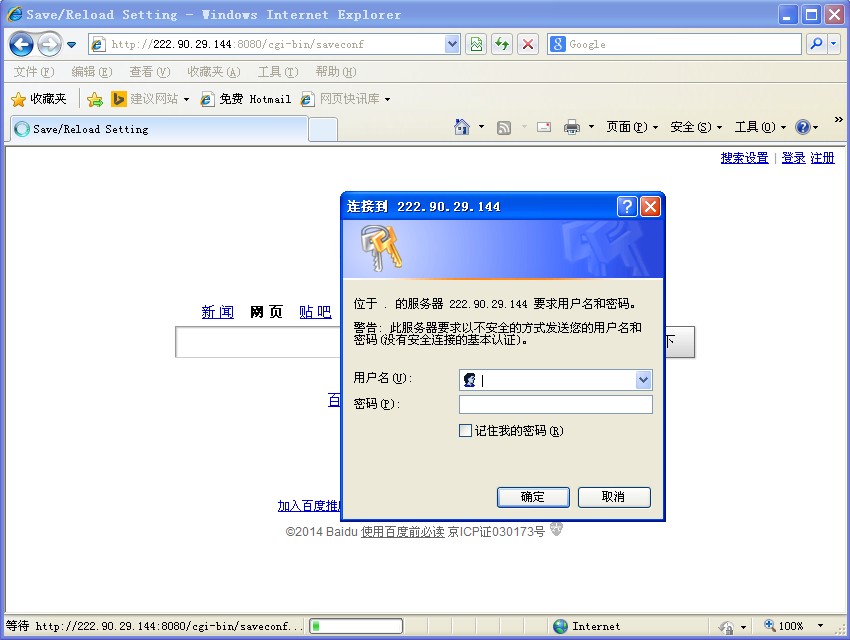 Save/Reload Setting - Windows Internet Explorer
http://222.90.29.144:8080/cgi-bin/saveconf
Google
文件(F) 编辑(E) 查看(V) 收藏夹(A) 工具(T) 帮助(H)
收藏夹 建议网站 免费 Hotmail 网页快讯库
Save/Reload Setting
页面(P) 安全(S) 工具(O)
搜索设置 | 登录 注册
连接到 222.90.29.144
位于 . 的服务器 222.90.29.144 要求用户名和密码。
警告: 此服务器要求以不安全的方式发送您的用户名和
密码(没有安全连接的基本认证)。
新闻 网页 贴吧
下
用户名(U):
百
密码(P):
记住我的密码(R)
确定 取消
加入百度推
©2014 Baidu 使用百度前必读 京ICP证030173号
等待 http://222.90.29.144:8080/cgi-bin/saveconf... Internet 100%